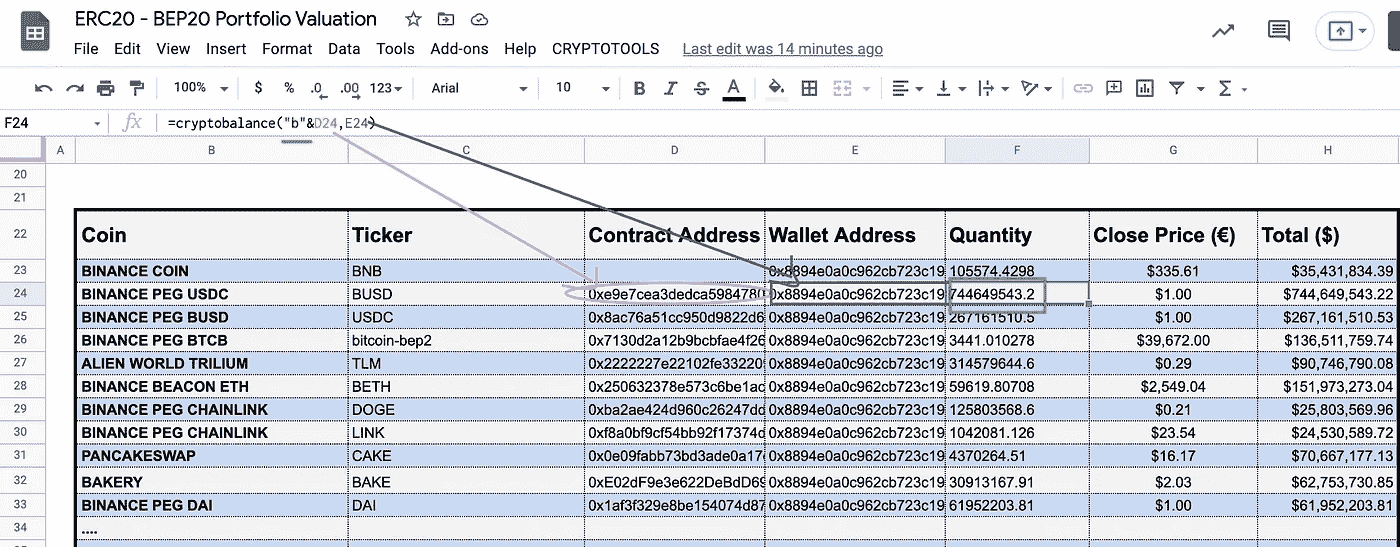 ERC20 - BEP20 Portfolio Valuation
File Edit View Insert Format Data Tools Add-ons Help CRYPTOTOOLS Last edit was 14 minutes ago
100% $ % .0 .00 123 Arial 10 B I S A
F24 fx =cryptobalance("b"&D24,E24)
A B C D E F G H
20
21
22 Coin Ticker Contract Address Wallet Address Quantity Close Price (€) Total ($)
23 BINANCE COIN BNB 0x8894e0a0c962cb723c19 105574.4298 $335.61 $35,431,834.39
24 BINANCE PEG USDC BUSD 0xe9e7cea3dedca598478 0x8894e0a0c962cb723c19 744649543.2 $1.00 $744,649,543.22
25 BINANCE PEG BUSD USDC 0x8ac76a51cc950d9822d6 0x8894e0a0c962cb723c19 267161510.5 $1.00 $267,161,510.53
26 BINANCE PEG BTCB bitcoin-bep2 0x7130d2a12b9bcbfae4f26 0x8894e0a0c962cb723c19 3441.010278 $39,672.00 $136,511,759.74
27 ALIEN WORLD TRILIUM TLM 0x2222227e22102fe33220 0x8894e0a0c962cb723c19 314579644.6 $0.29 $90,746,790.08
28 BINANCE BEACON ETH BETH 0x250632378e573c6be1ac 0x8894e0a0c962cb723c19 59619.80708 $2,549.04 $151,973,273.04
29 BINANCE PEG CHAINLINK DOGE 0xba2ae424d960c26247dc 0x8894e0a0c962cb723c19 125803568.6 $0.21 $25,803,569.96
30 BINANCE PEG CHAINLINK LINK 0xf8a0bf9cf54bb92f17374d 0x8894e0a0c962cb723c19 1042081.126 $23.54 $24,530,589.72
31 PANCAKESWAP CAKE 0x0e09fabb73bd3ade0a17 0x8894e0a0c962cb723c19 4370264.51 $16.17 $70,667,177.13
32 BAKERY BAKE 0xE02dF9e3e622DeBdD69 0x8894e0a0c962cb723c19 30913167.91 $2.03 $62,753,730.85
33 BINANCE PEG DAI DAI 0x1af3f329e8be154074d87 0x8894e0a0c962cb723c19 61952203.81 $1.00 $61,952,203.81
34 ....